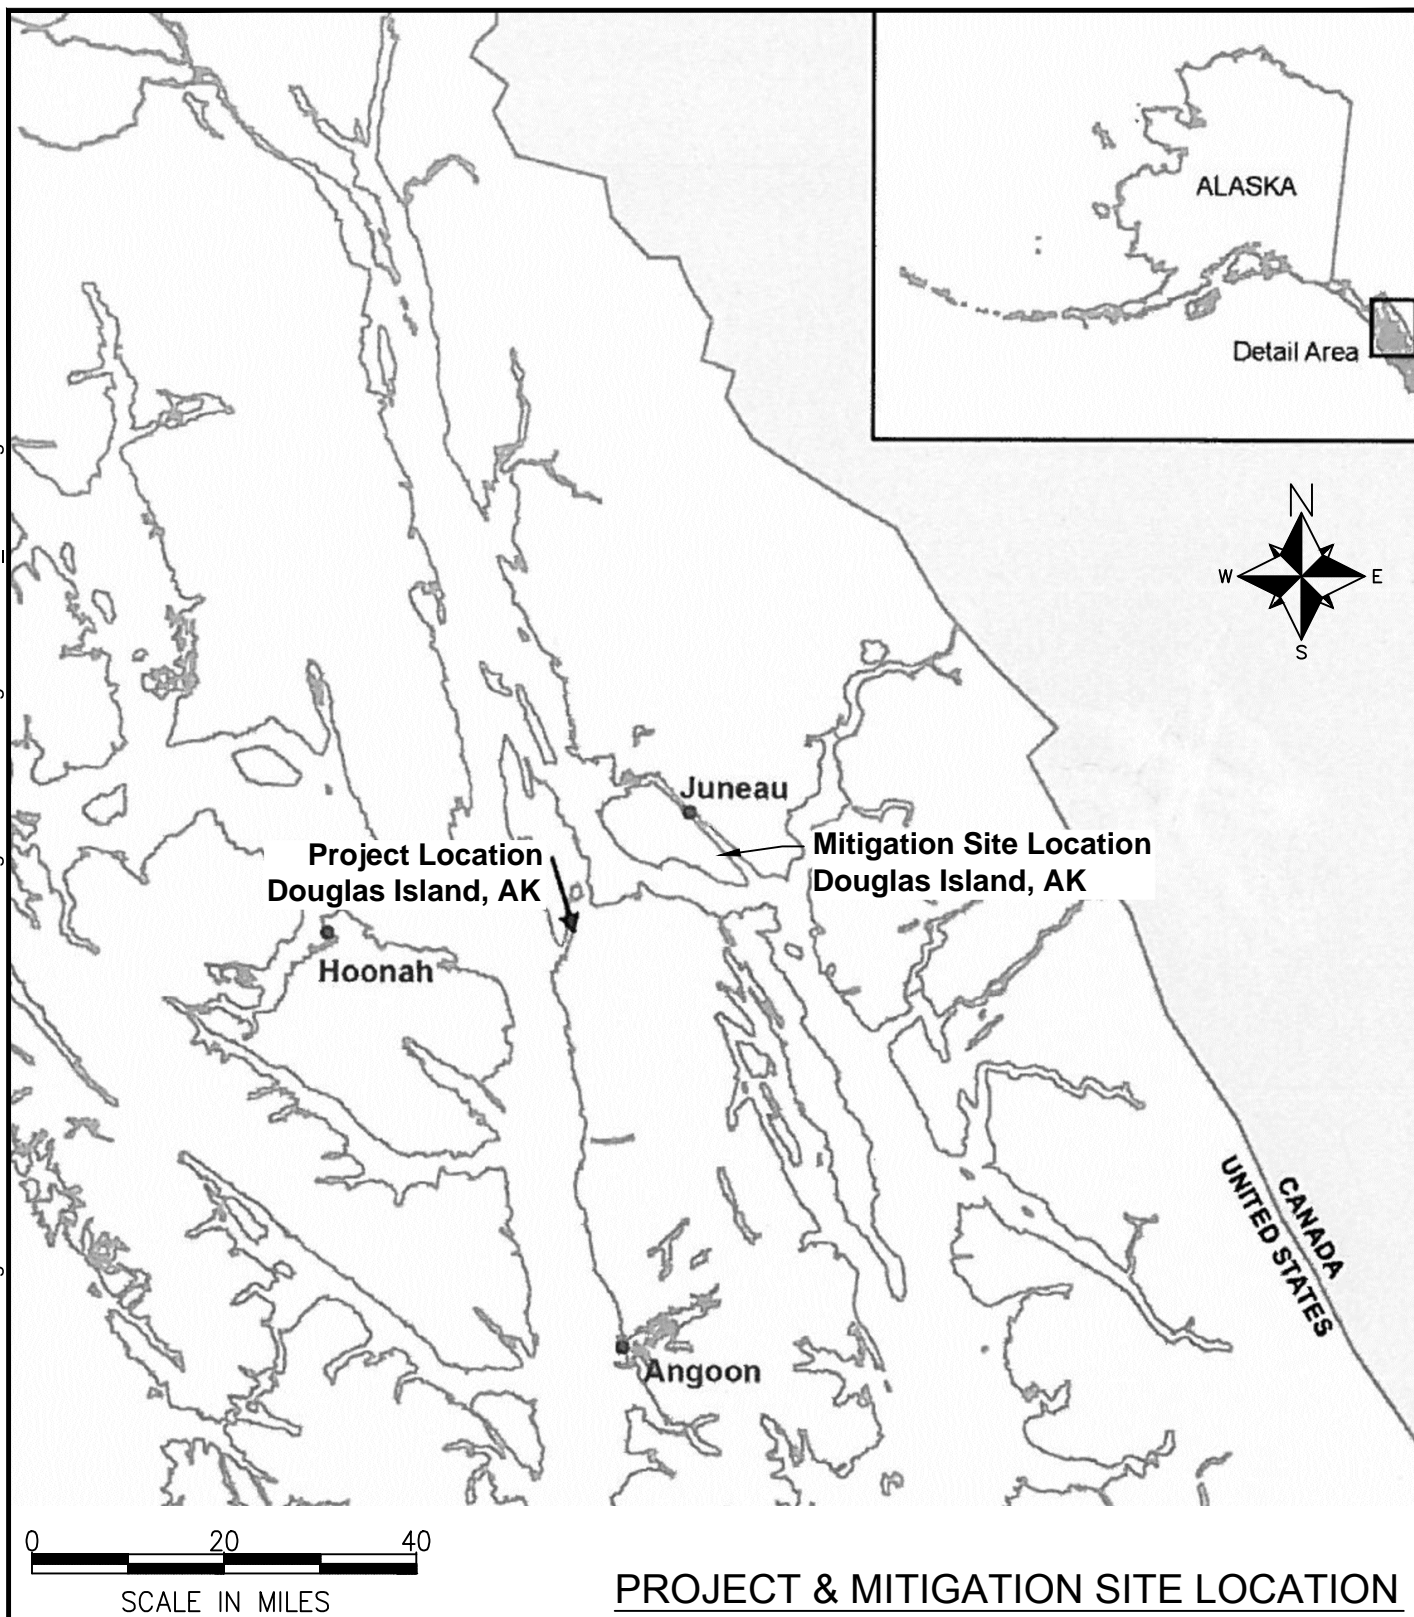 ALASKA
Detail Area
N
W
E
S
Juneau
Project Location
Douglas Island, AK
Mitigation Site Location
Douglas Island, AK
Hoonah
CANADA
UNITED STATES
Angoon
0 20 40
SCALE IN MILES
PROJECT & MITIGATION SITE LOCATION